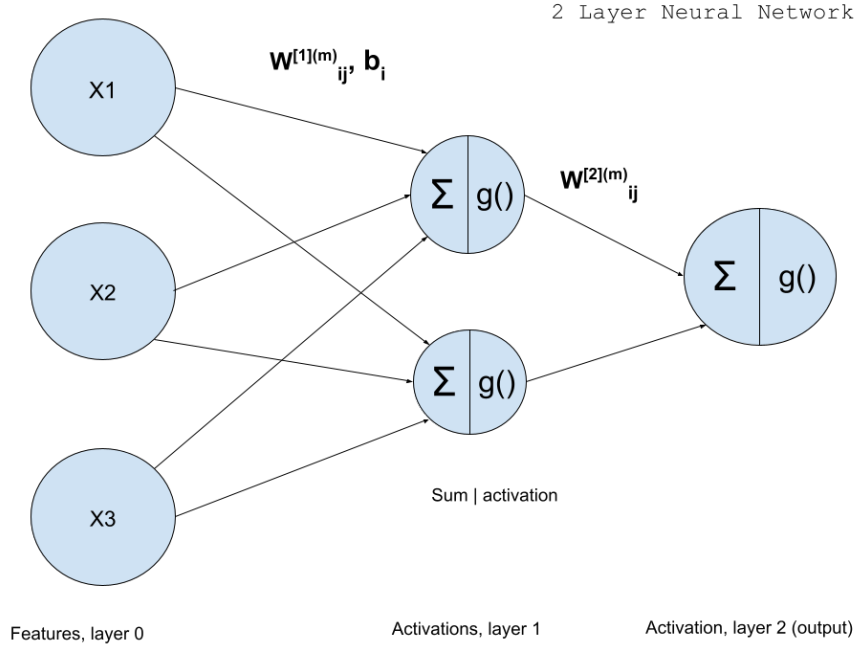 2 Layer Neural Network
W[1](m)ij, bi
X1
Σ g()
W[2](m)ij
X2
Σ g()
Σ g()
Sum | activation
X3
Features, layer 0
Activations, layer 1
Activation, layer 2 (output)